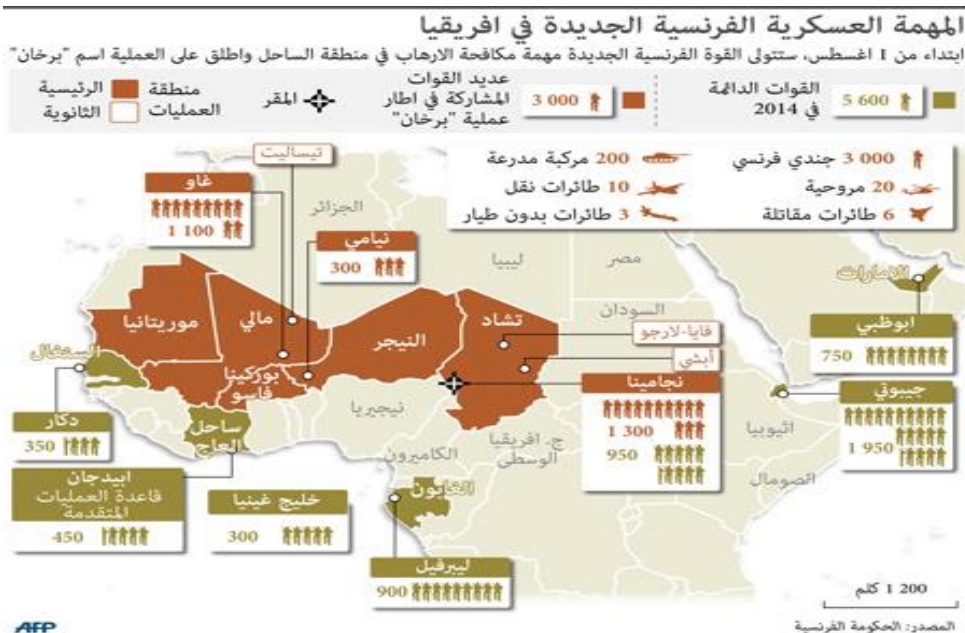 المهمة العسكرية الفرنسية الجديدة في افريقيا
ابتداء من 1 اغسطس، ستتولى القوة الفرنسية الجديدة مهمة مكافحة الارهاب في منطقة الساحل واطلق على العملية اسم "برخان"
5 600
القوات الدائمة
في 2014
3 000
عديد القوات
المشاركة في اطار
عملية "برخان"
المقر
منطقة
العمليات
الرئيسية
الثانوية
3 000 جندي فرنسي
200 مركبة مدرعة
20 مروحية
10 طائرات نقل
6 طائرات مقاتلة
3 طائرات بدون طيار
تيساليت
غاو
1 100
الجزائر
نيامي
300
ليبيا
مصر
الامارات
ابوظبي
750
السودان
موريتانيا
مالي
النيجر
تشاد
فايا-لارجو
أبشي
بوركينا
فاسو
السنغال
دكار
350
ساحل
العاج
نيجيريا
نجامينا
1 300
950
جيبوتي
1 950
اثيوبيا
الصومال
ج. افريقيا
الوسطى
الكاميرون
ابيدجان
قاعدة العمليات
المتقدمة
450
خليج غينيا
300
الغابون
ليبرفيل
900
1 200 كلم
المصدر: الحكومة الفرنسية
AFP